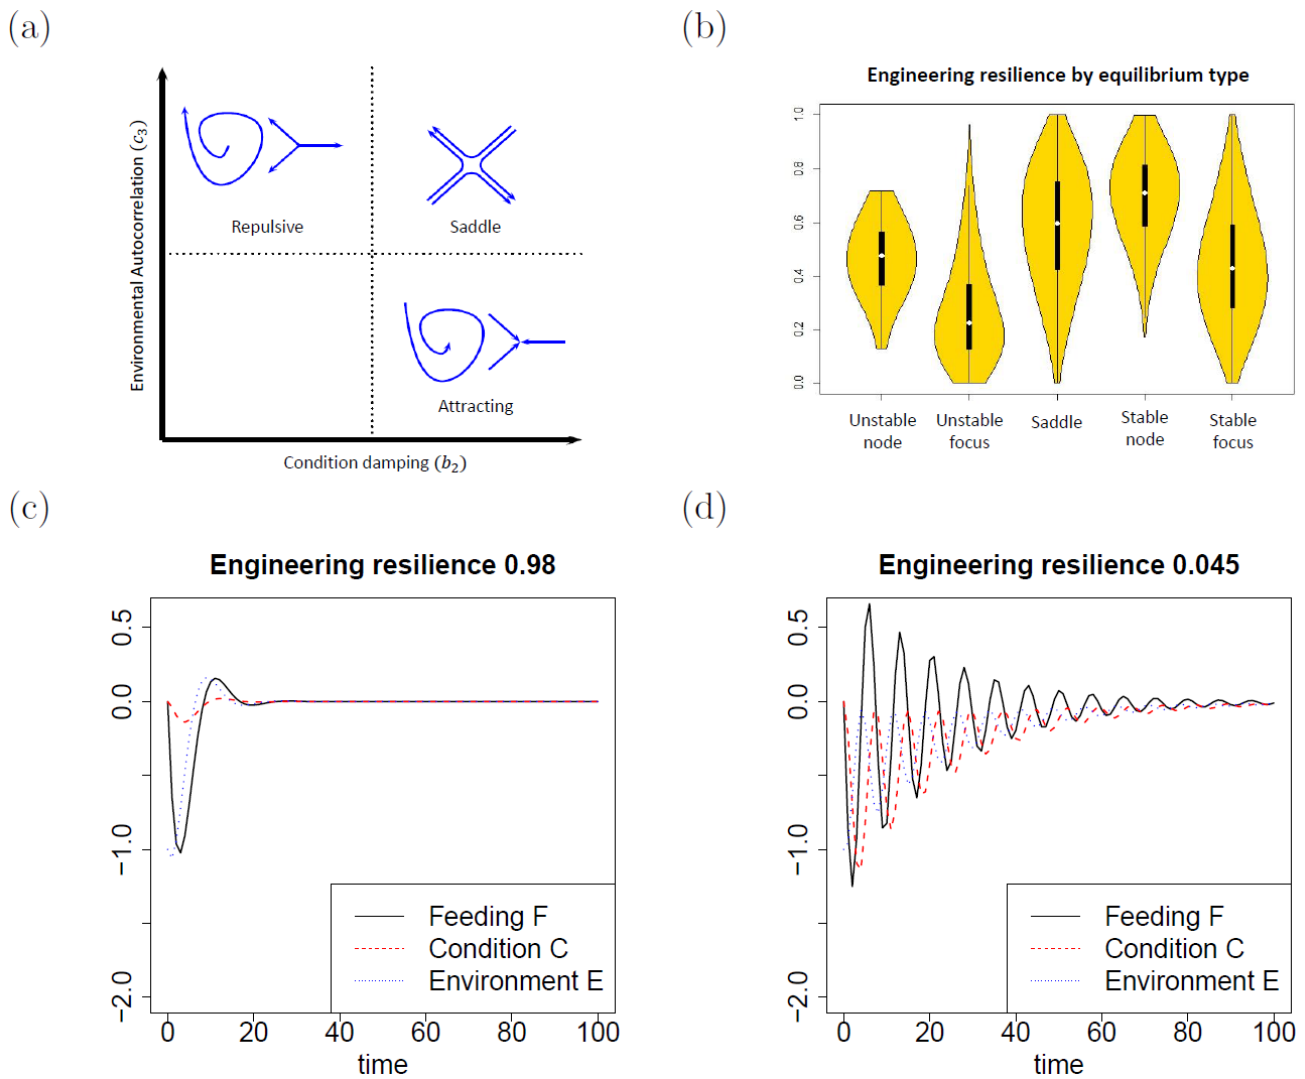 (a)
Environmental Autocorrelation (c₃)
Repulsive
Saddle
Attracting
Condition damping (b₂)
(b)
Engineering resilience by equilibrium type
1.0
0.8
0.6
0.4
0.2
0.0
Unstable
node
Unstable
focus
Saddle
Stable
node
Stable
focus
(c)
Engineering resilience 0.98
0.5
0.0
−1.0
−2.0
Feeding F
Condition C
Environment E
0 20 40 60 80 100
time
(d)
Engineering resilience 0.045
0.5
0.0
−1.0
−2.0
Feeding F
Condition C
Environment E
0 20 40 60 80 100
time